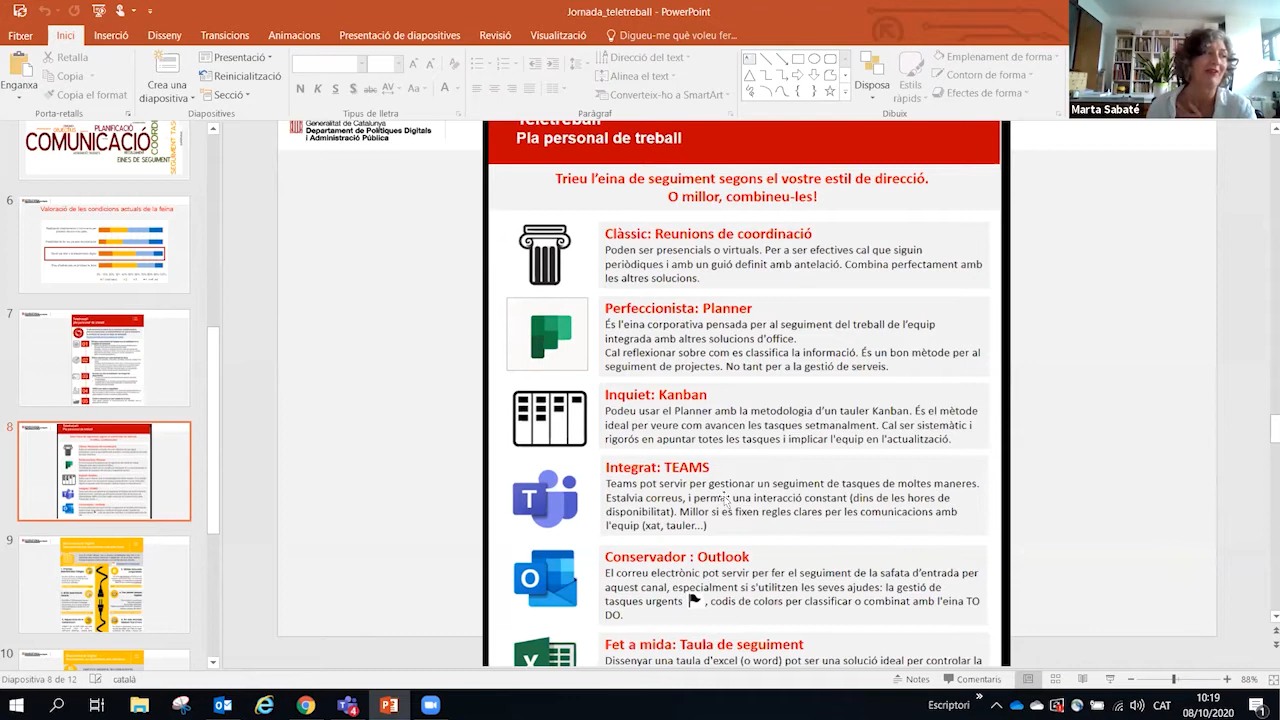 Jornada_teletreball - PowerPoint
Fitxer Inici Inserció Disseny Transicions Animacions Presentació de diapositives Revisió Visualització Digueu-me què voleu fer...
Enganxa
Retalla
Copia
Copia el format
Porta-retalls
Crea una
diapositiva
Presentació
Reinicialització
Secc
Diapositives
N K S S abc AV Aa A
Tipus de lletra
Direcció del text
Alinea el text
Converteix-ho a SmartArt
Paràgraf
Disposa
Estils
ràpids
Emplenament de forma
Contorn de forma
Efectes de forma
Dibuix
Marta Sabaté
PLANIFICACIÓ
COMUNICACIÓ
EINES DE SEGUIMENT
6
Valoració de les condicions actuals de la feina
7
8
9
10
Generalitat de Catalunya
Departament de Polítiques Digitals
i Administració Pública
Teletreball
Pla personal de treball
Trieu l'eina de seguiment segons el vostre estil de direcció.
O millor, combineu-les!
Clàssic: Reunions de coordinació
Poden ser presencials o virtuals. Per a ser efectives cal que siguin
periòdiques i amb un guió definit amb antelació. Combina perfectament amb
les altres solucions.
Perfeccionista: Planner
És l'eina corporativa pensada per al seguiment del treball de l'equip
integrada amb altres solucions d'office.
Cal reflexionar sobre com es classifica la informació. És un bon mètode per al
seguiment de projectes. No tant per a la gestió de serveis.
Inquiet: Kanban
Podeu usar el Planner amb la metodologia d'un tauler Kanban. És el mètode
ideal per veure com avancen les tasques setmanalment. Cal ser sistemàtic i
rigorós en apuntar totes les tasques i implicar l'equip en l'actualització.
Integrat: TEAMS
Teams pot servir per gestionar un seguiment de tasques de moltes maneres.
Estalvia correus, i permet una interacció constant (dins de les hores de
disponibilitat). Millor si es fixen regles clares per les comunicacions amb
l'equip (xat, tauler...)
Conservador : Outlook
El correu electrònic pot servir per a fer seguiment de la safata d'entrada per
aquest canal, especialment si s'utilitzen les seves ajudes: la gestió de
tasques urgents , codis de colors per classificar o combinat amb l'eina TO
DO.
Fet a mida: Taula de seguiment
Dissenyar una taula d'excel (o word) pot ser una solució ideal per controlar la
Diapositiva 8 de 12 català Notes Comentaris 88%
Escriptori CAT 10:19
08/10/2020